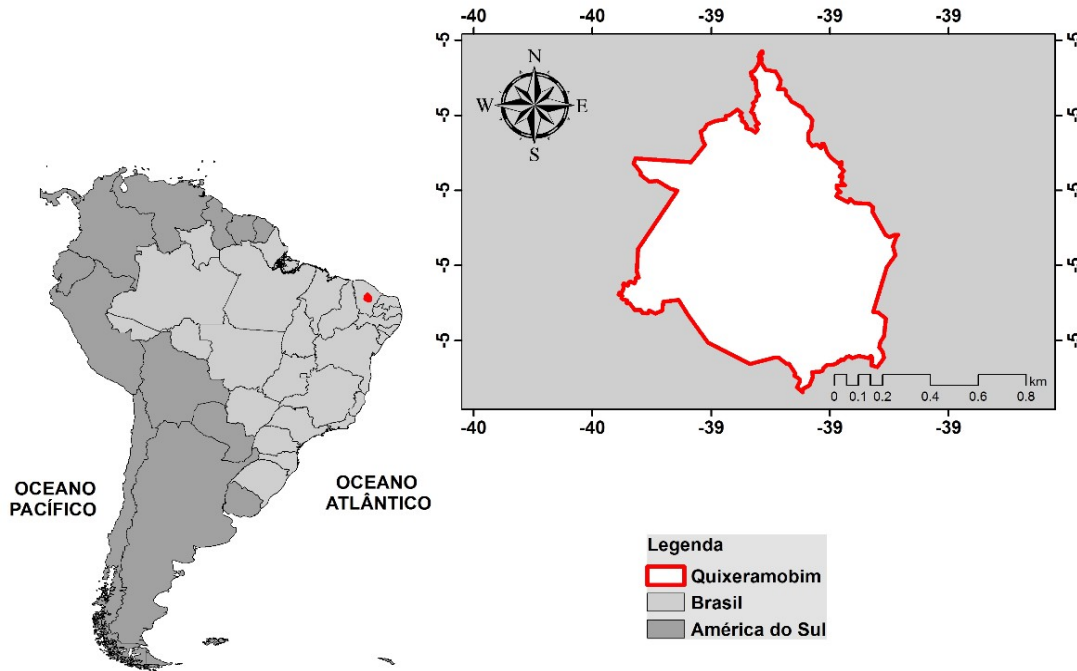 -40 -40 -39 -39 -39
-5 -5
N
-5 -5
W E
S
-5 -5
-5 -5
-5 -5
km
0 0.1 0.2 0.4 0.6 0.8
-40 -40 -39 -39 -39
OCEANO
PACÍFICO
OCEANO
ATLÂNTICO
Legenda
Quixeramobim
Brasil
América do Sul